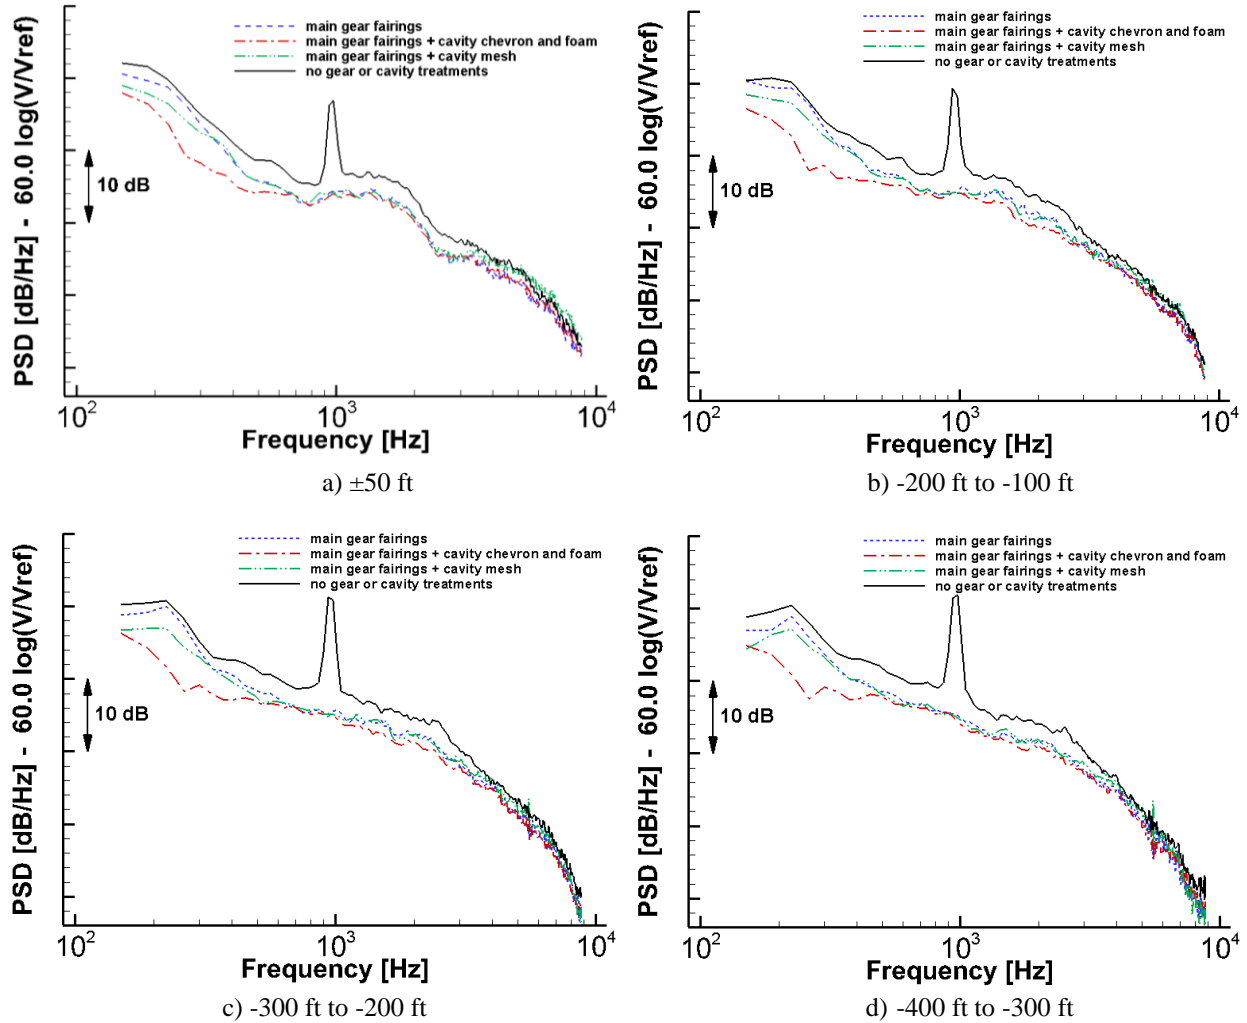 main gear fairings
main gear fairings + cavity chevron and foam
main gear fairings + cavity mesh
no gear or cavity treatments
PSD [dB/Hz] - 60.0 log(V/Vref)
10 dB
10² 10³ 10⁴
Frequency [Hz]
a) ±50 ft
main gear fairings
main gear fairings + cavity chevron and foam
main gear fairings + cavity mesh
no gear or cavity treatments
PSD [dB/Hz] - 60.0 log(V/Vref)
10 dB
10² 10³ 10⁴
Frequency [Hz]
b) -200 ft to -100 ft
main gear fairings
main gear fairings + cavity chevron and foam
main gear fairings + cavity mesh
no gear or cavity treatments
PSD [dB/Hz] - 60.0 log(V/Vref)
10 dB
10² 10³ 10⁴
Frequency [Hz]
c) -300 ft to -200 ft
main gear fairings
main gear fairings + cavity chevron and foam
main gear fairings + cavity mesh
no gear or cavity treatments
PSD [dB/Hz] - 60.0 log(V/Vref)
10 dB
10² 10³ 10⁴
Frequency [Hz]
d) -400 ft to -300 ft